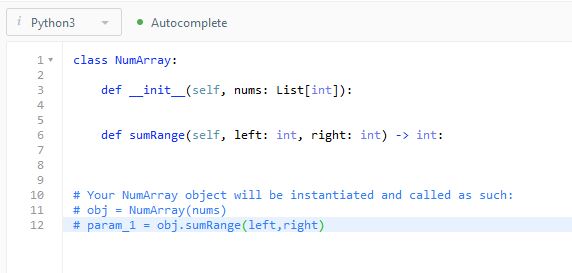 i Python3 Autocomplete
1 class NumArray:
2
3     def __init__(self, nums: List[int]):
4
5
6     def sumRange(self, left: int, right: int) -> int:
7
8
9
10 # Your NumArray object will be instantiated and called as such:
11 # obj = NumArray(nums)
12 # param_1 = obj.sumRange(left,right)